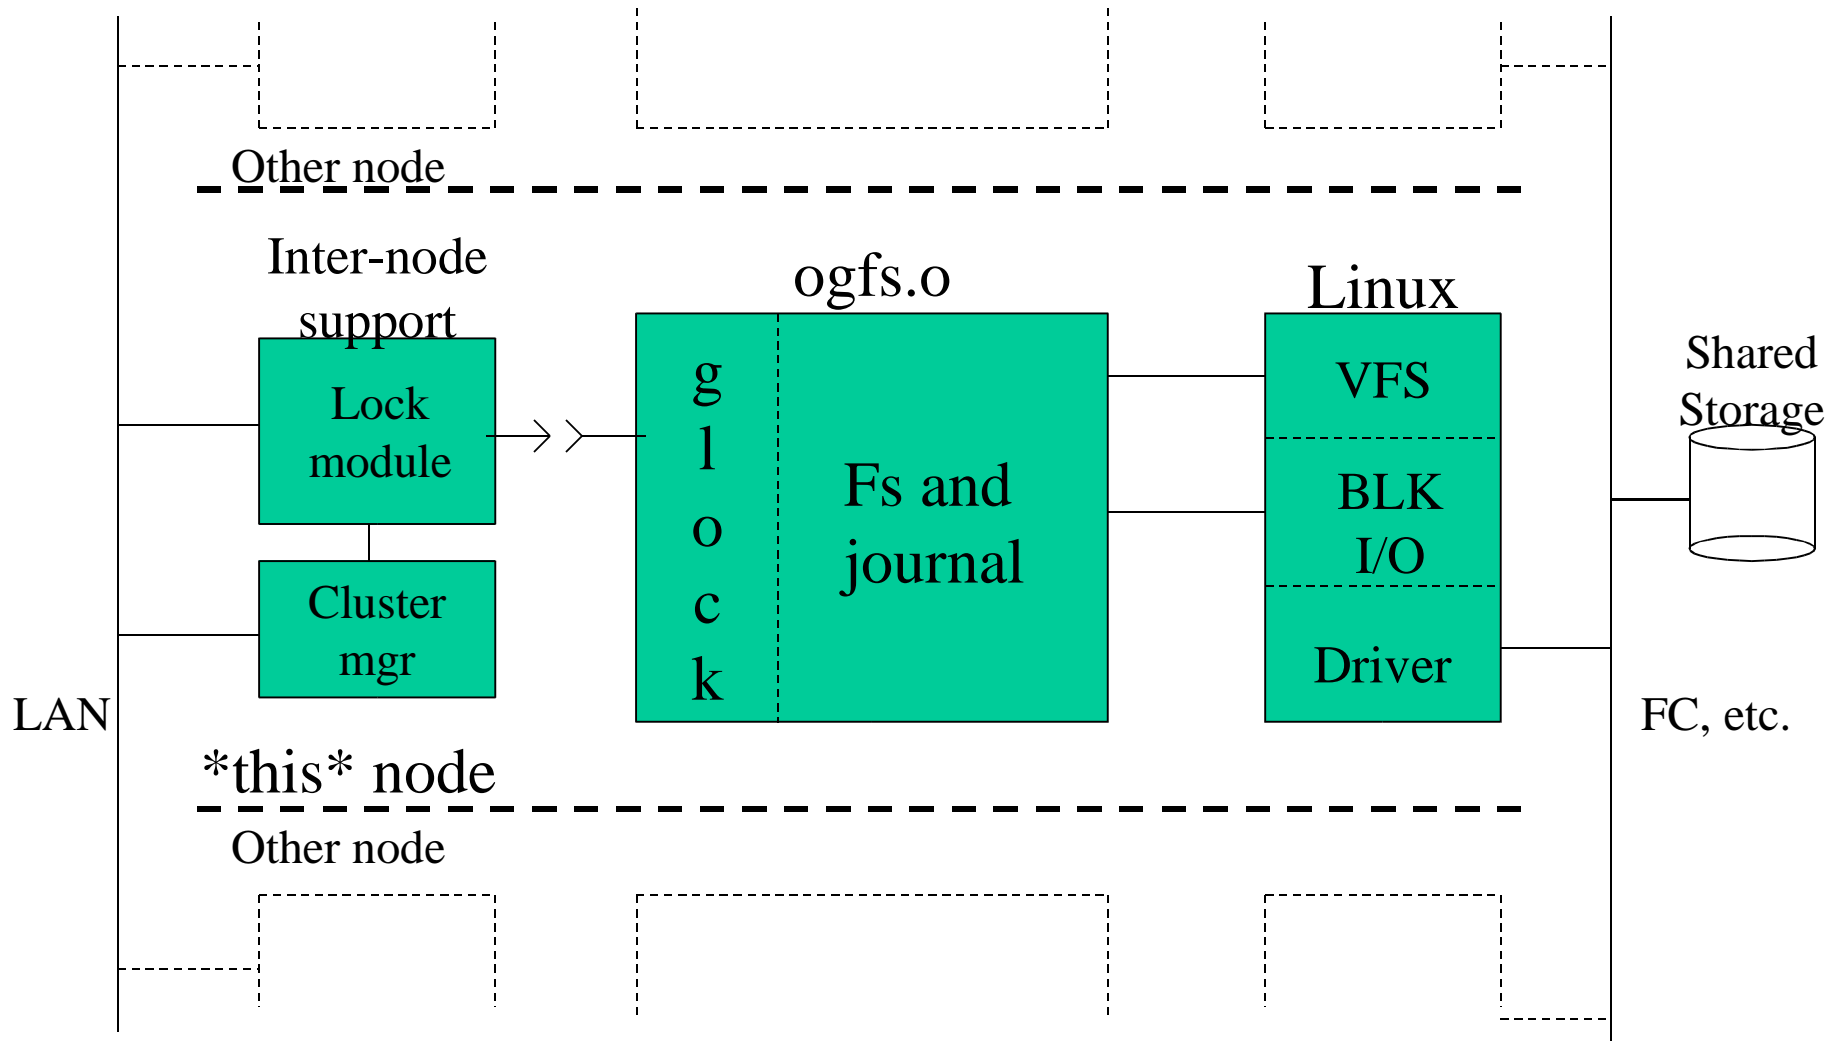 Other node
Inter-node
support
ogfs.o
Linux
Lock
module
Cluster
mgr
g
l
o
c
k
Fs and
journal
VFS
BLK
I/O
Driver
Shared
Storage
LAN
FC, etc.
*this* node
Other node